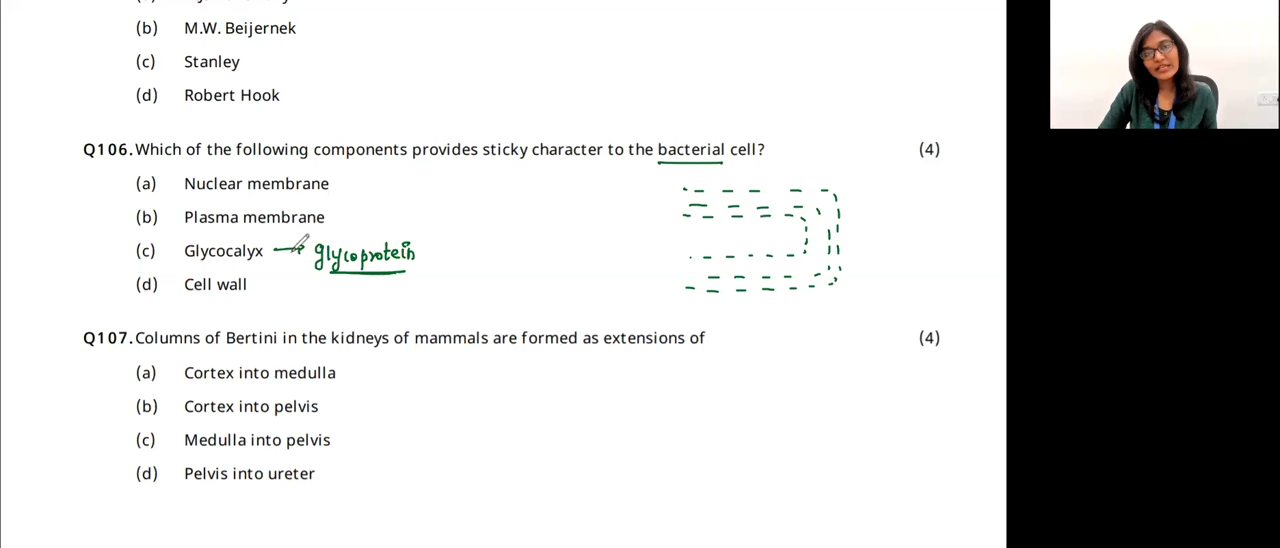 (b) M.W. Beijernek
(c) Stanley
(d) Robert Hook
Q106. Which of the following components provides sticky character to the bacterial cell? (4)
(a) Nuclear membrane
(b) Plasma membrane
(c) Glycocalyx → glycoprotein
(d) Cell wall
Q107. Columns of Bertini in the kidneys of mammals are formed as extensions of (4)
(a) Cortex into medulla
(b) Cortex into pelvis
(c) Medulla into pelvis
(d) Pelvis into ureter